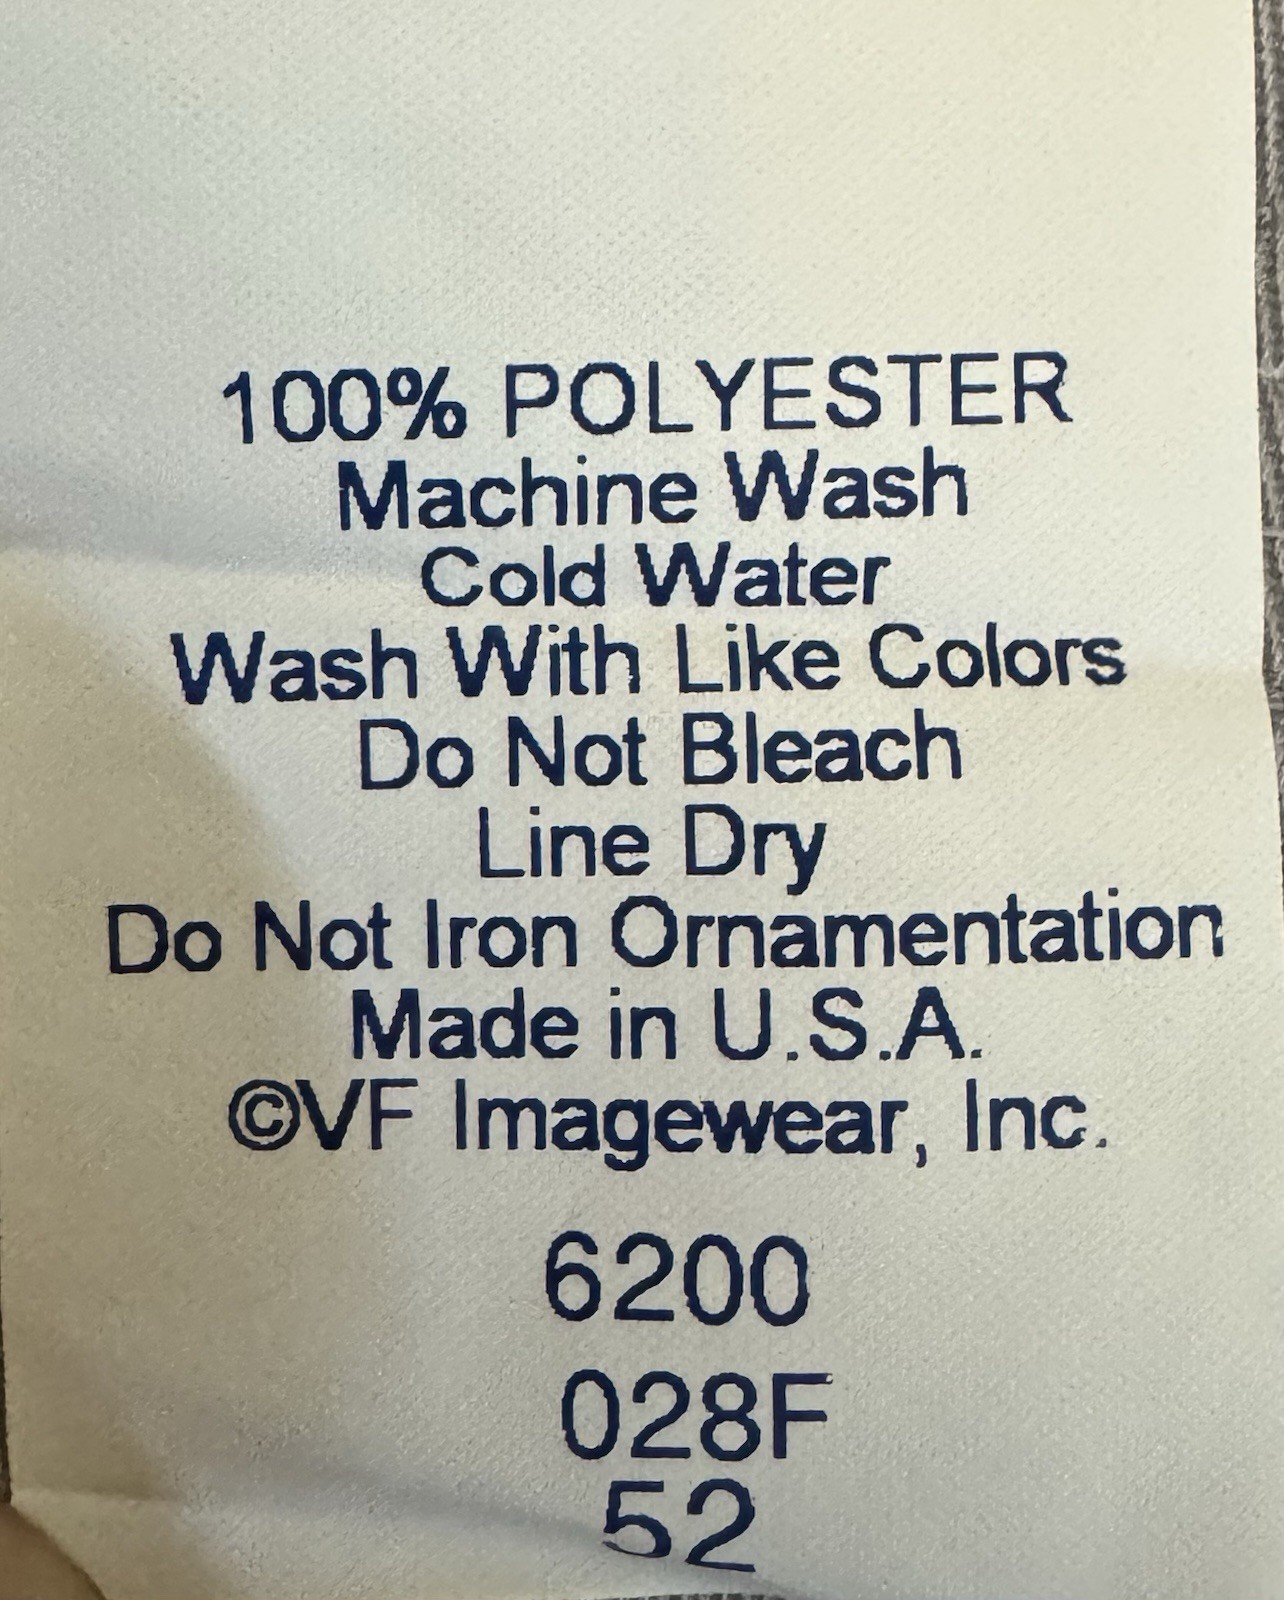 100% POLYESTER
Machine Wash
Cold Water
Wash With Like Colors
Do Not Bleach
Line Dry
Do Not Iron Ornamentation
Made in U.S.A.
©VF Imagewear, Inc.
6200
028F
52